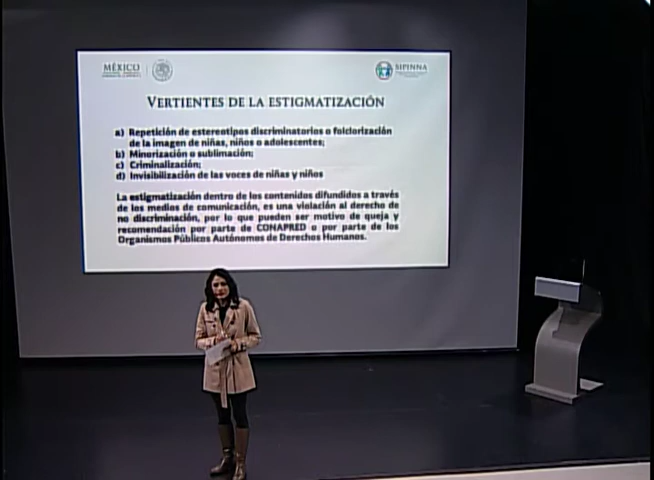 MÉXICO
SIPINNA
VERTIENTES DE LA ESTIGMATIZACIÓN
a) Repetición de estereotipos discriminatorios o folclorización
de la imagen de niñas, niños o adolescentes;
b) Minorización o sublimación;
c) Criminalización;
d) Invisibilización de las voces de niñas y niños
La estigmatización dentro de los contenidos difundidos a través
de los medios de comunicación, es una violación al derecho de
no discriminación, por lo que pueden ser motivo de queja y
recomendación por parte de CONAPRED o por parte de los
Organismos Públicos Autónomos de Derechos Humanos.